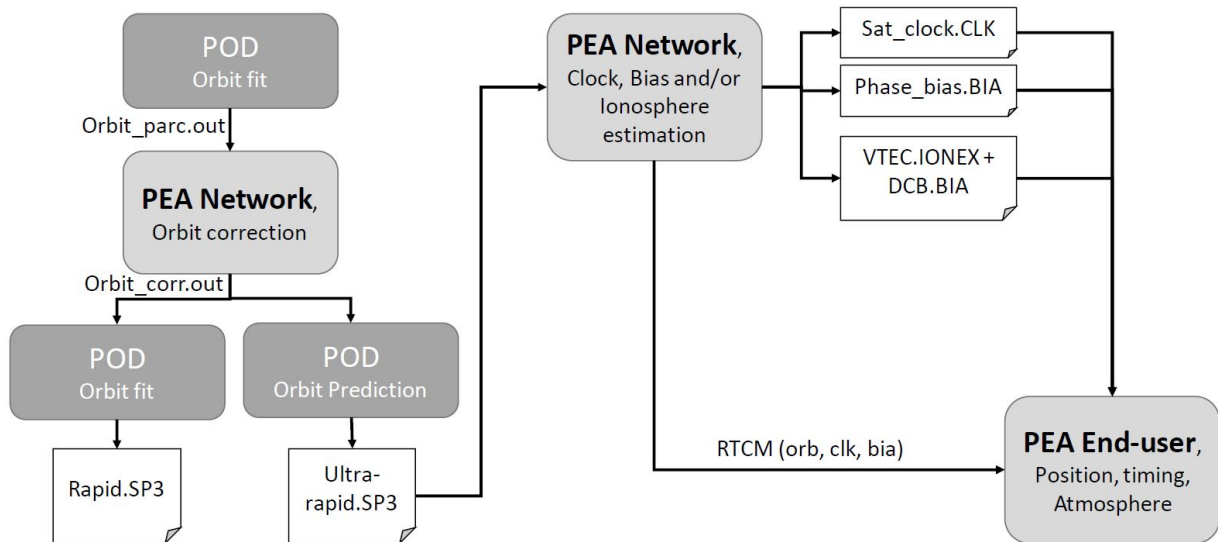 POD
Orbit fit
Orbit_parc.out
PEA Network,
Orbit correction
Orbit_corr.out
POD
Orbit fit
POD
Orbit Prediction
Rapid.SP3
Ultra-
rapid.SP3
PEA Network,
Clock, Bias and/or
Ionosphere
estimation
Sat_clock.CLK
Phase_bias.BIA
VTEC.IONEX +
DCB.BIA
RTCM (orb, clk, bia)
PEA End-user,
Position, timing,
Atmosphere